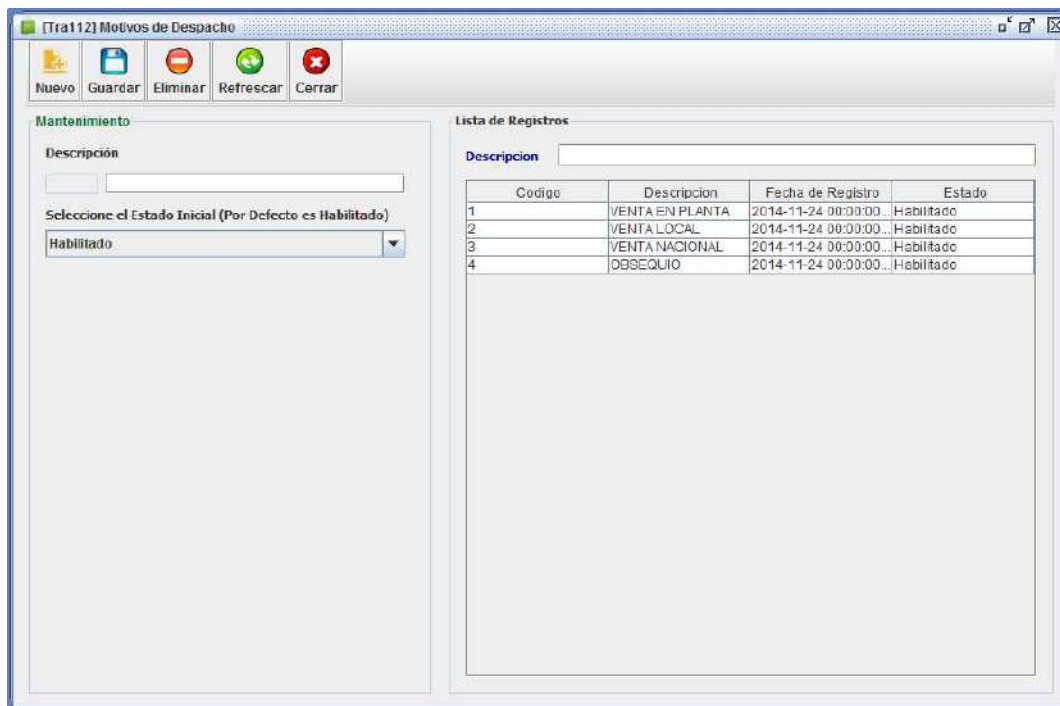 [Tra112] Motivos de Despacho
Nuevo Guardar Eliminar Refrescar Cerrar
Mantenimiento
Descripción
Seleccione el Estado Inicial (Por Defecto es Habilitado)
Habilitado
Lista de Registros
Descripcion
Codigo Descripcion Fecha de Registro Estado
1 VENTA EN PLANTA 2014-11-24 00:00:00... Habilitado
2 VENTA LOCAL 2014-11-24 00:00:00... Habilitado
3 VENTA NACIONAL 2014-11-24 00:00:00... Habilitado
4 OBSEQUIO 2014-11-24 00:00:00... Habilitado